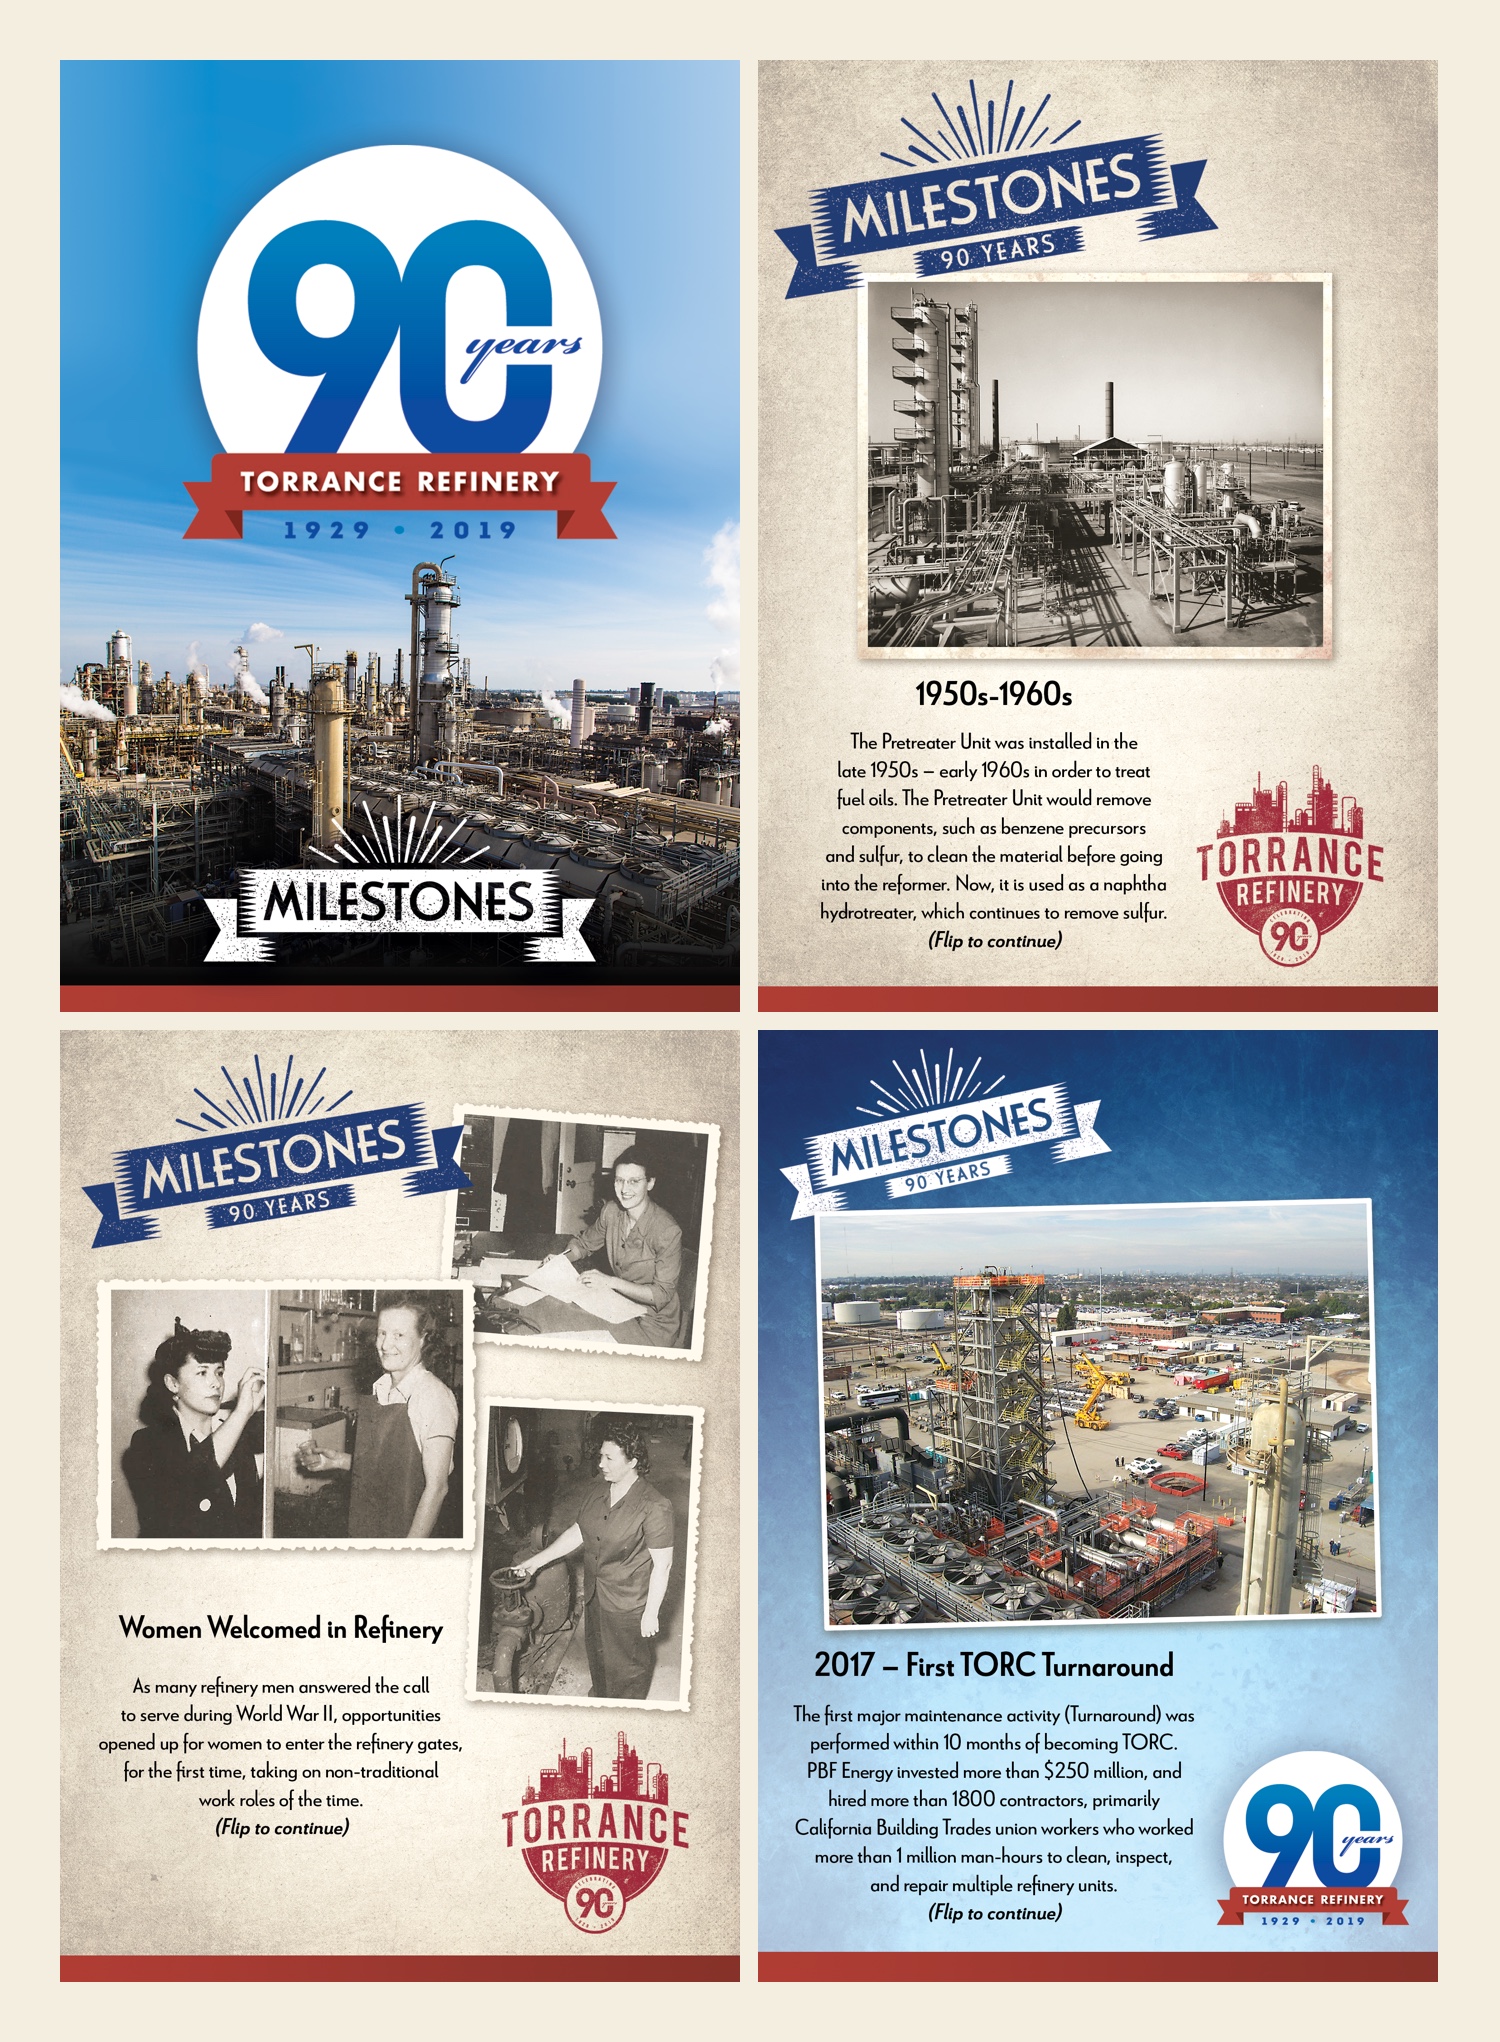 90
years
TORRANCE REFINERY
1929 • 2019
MILESTONES
MILESTONES
90 YEARS
1950s-1960s
The Pretreater Unit was installed in the
late 1950s – early 1960s in order to treat
fuel oils. The Pretreater Unit would remove
components, such as benzene precursors
and sulfur, to clean the material before going
into the reformer. Now, it is used as a naphtha
hydrotreater, which continues to remove sulfur.
(Flip to continue)
TORRANCE
REFINERY
CELEBRATING
90
1929 - 2019
MILESTONES
90 YEARS
Women Welcomed in Refinery
As many refinery men answered the call
to serve during World War II, opportunities
opened up for women to enter the refinery gates,
for the first time, taking on non-traditional
work roles of the time.
(Flip to continue)
TORRANCE
REFINERY
CELEBRATING
90
1929 - 2019
MILESTONES
90 YEARS
2017 – First TORC Turnaround
The first major maintenance activity (Turnaround) was
performed within 10 months of becoming TORC.
PBF Energy invested more than $250 million, and
hired more than 1800 contractors, primarily
California Building Trades union workers who worked
more than 1 million man-hours to clean, inspect,
and repair multiple refinery units.
(Flip to continue)
90
years
TORRANCE REFINERY
1929 • 2019